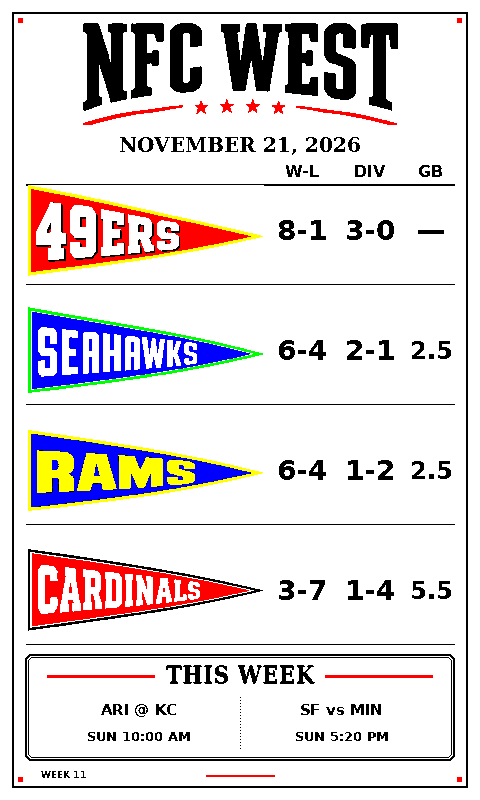 NFC WEST
NOVEMBER 21, 2026
W-L DIV GB
49ERS 8-1 3-0 —
SEAHAWKS 6-4 2-1 2.5
RAMS 6-4 1-2 2.5
CARDINALS 3-7 1-4 5.5
THIS WEEK
ARI @ KC SF vs MIN
SUN 10:00 AM SUN 5:20 PM
WEEK 11